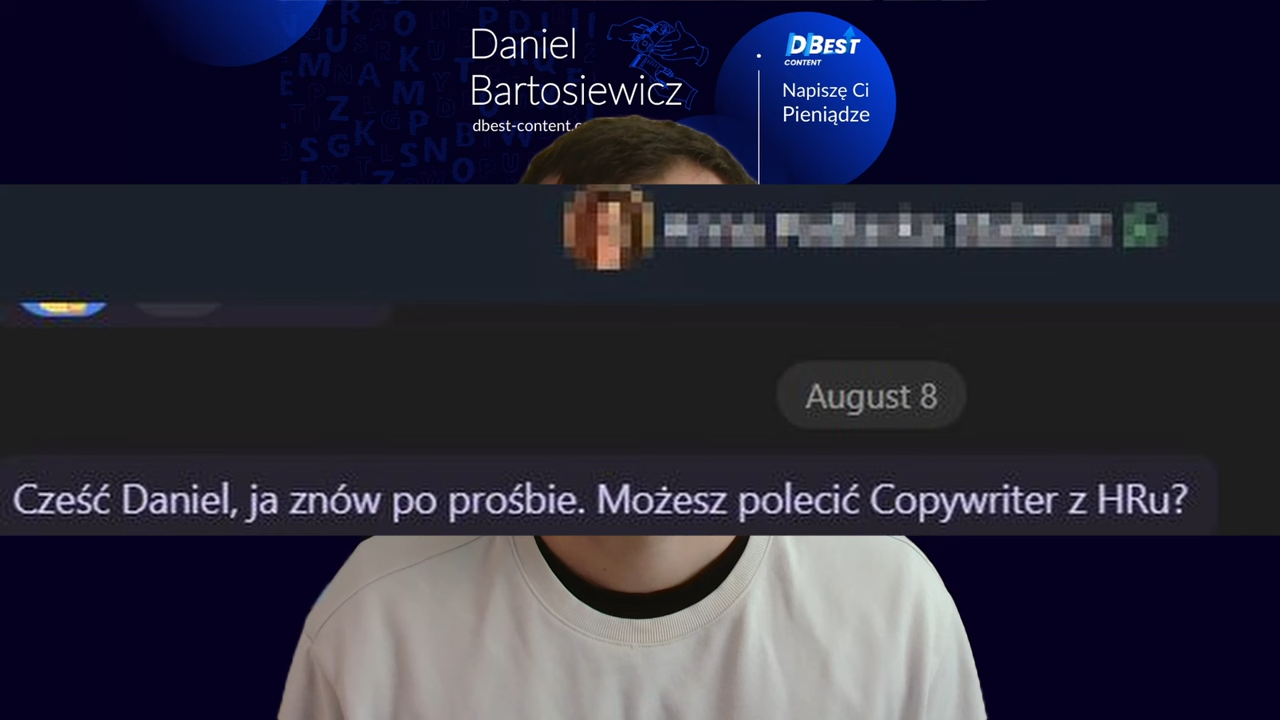 Daniel
Bartosiewicz
DBEST
CONTENT
Napiszę Ci
Pieniądze
August 8
Cześć Daniel, ja znów po prośbie. Możesz polecić Copywriter z HRu?